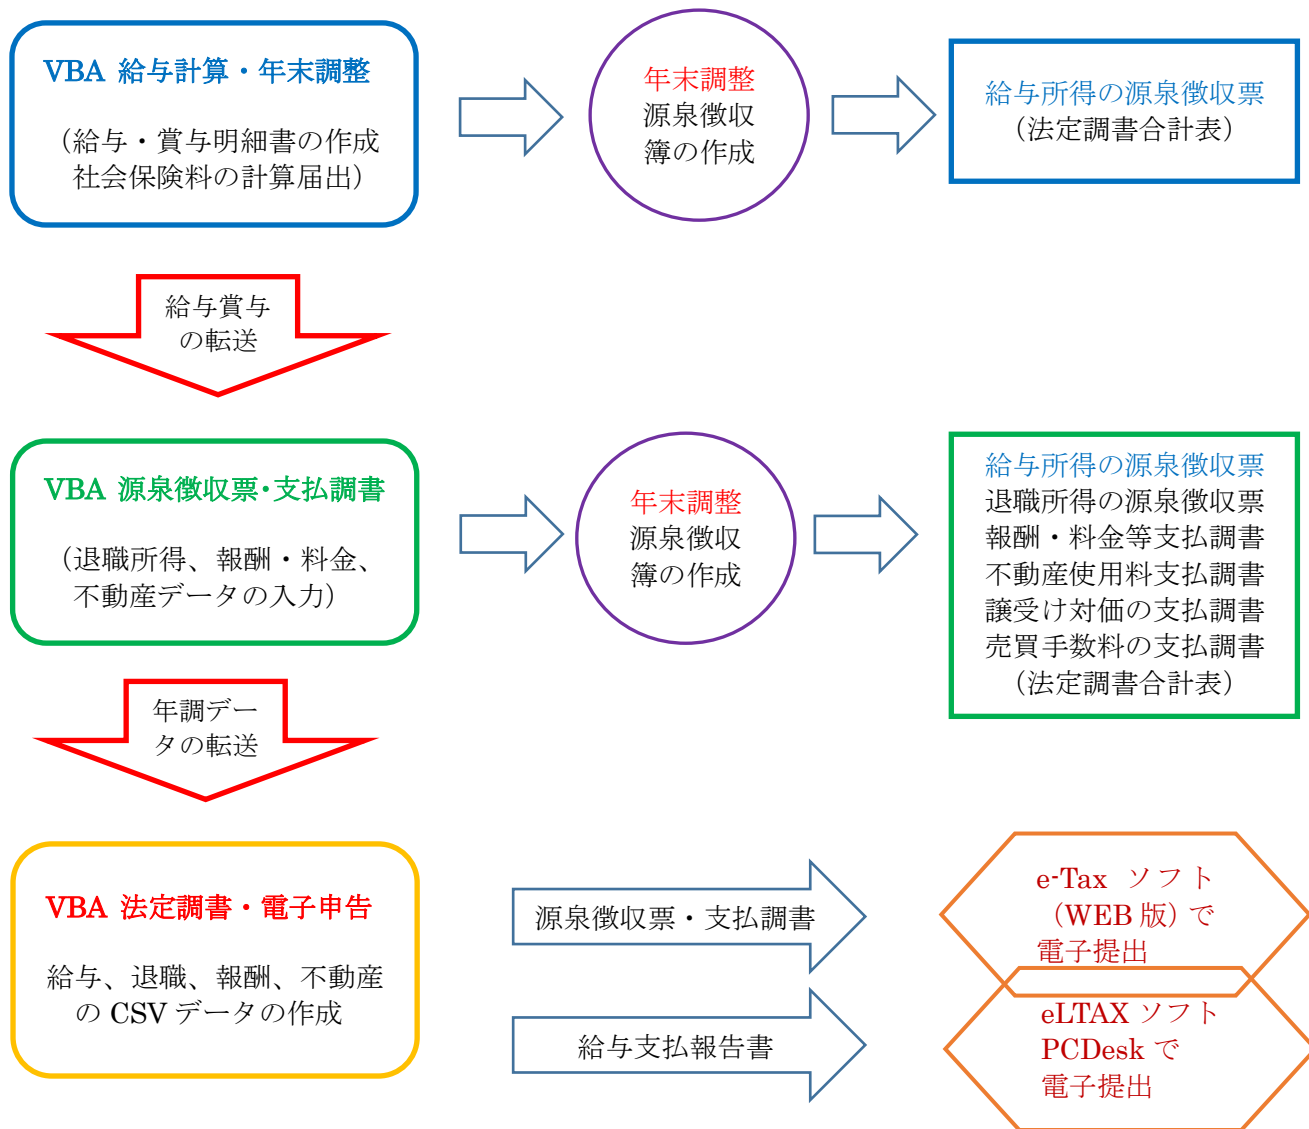 VBA 給与計算・年末調整
（給与・賞与明細書の作成
社会保険料の計算届出）
年末調整
源泉徴収
簿の作成
給与所得の源泉徴収票
（法定調書合計表）
給与賞与
の転送
VBA 源泉徴収票・支払調書
（退職所得、報酬・料金、
不動産データの入力）
年末調整
源泉徴収
簿の作成
給与所得の源泉徴収票
退職所得の源泉徴収票
報酬・料金等支払調書
不動産使用料支払調書
譲受け対価の支払調書
売買手数料の支払調書
（法定調書合計表）
年調デー
タの転送
VBA 法定調書・電子申告
給与、退職、報酬、不動産
の CSV データの作成
源泉徴収票・支払調書
e-Tax ソフト
（WEB 版）で
電子提出
給与支払報告書
eLTAX ソフト
PCDesk で
電子提出